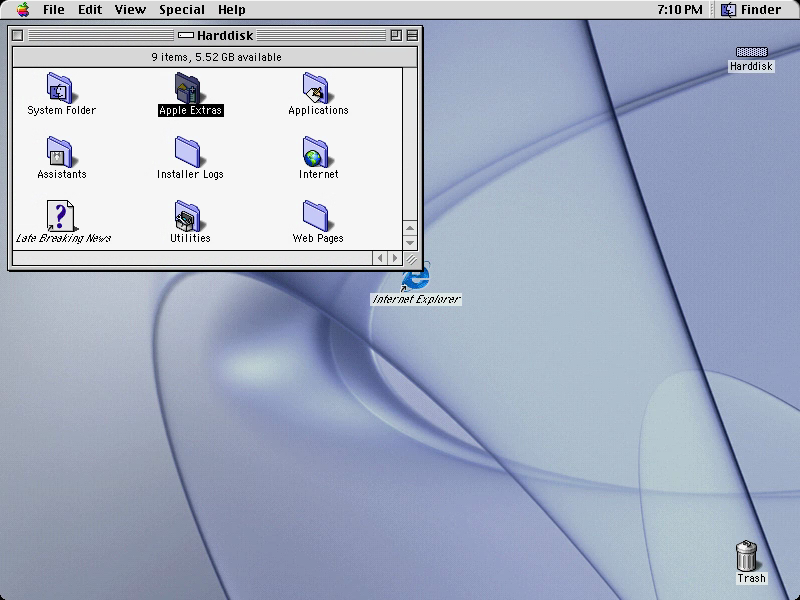 File Edit View Special Help 7:10 PM Finder
Harddisk
9 items, 5.52 GB available
System Folder Apple Extras Applications
Assistants Installer Logs Internet
Late Breaking News Utilities Web Pages
Harddisk
Internet Explorer
Trash